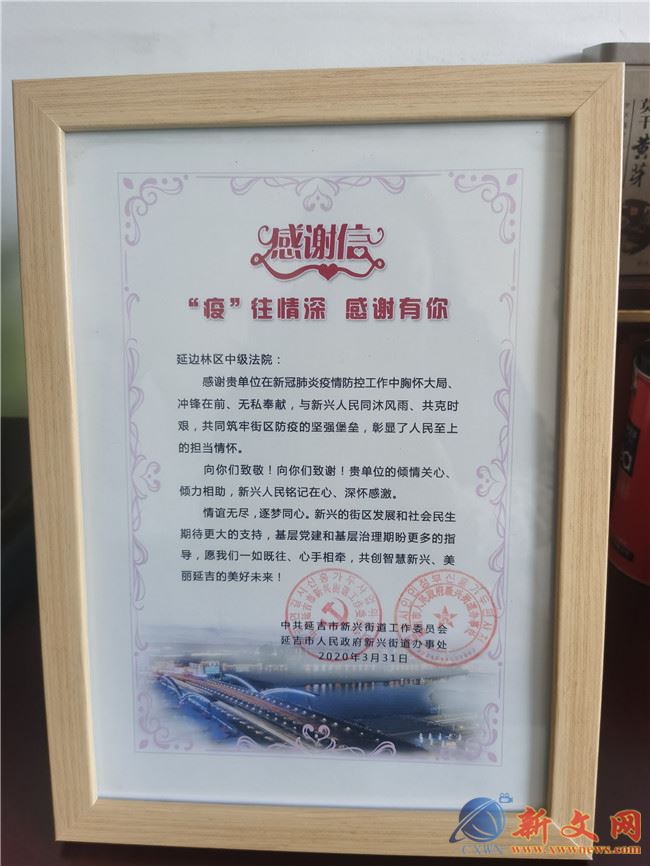 感谢信
“疫”往情深 感谢有你
延边林区中级法院：
感谢贵单位在新冠肺炎疫情防控工作中胸怀大局、
冲锋在前、无私奉献，与新兴人民同沐风雨、共克时
艰，共同筑牢街区防疫的坚强堡垒，彰显了人民至上
的担当情怀。
向你们致敬！向你们致谢！贵单位的倾情关心、
倾力相助，新兴人民铭记在心、深怀感激。
情谊无尽，逐梦同心。新兴的街区发展和社会民生
期待更大的支持，基层党建和基层治理期盼更多的指
导，愿我们一如既往、心手相牵，共创智慧新兴、美
丽延吉的美好未来！
中共延吉市新兴街道工作委员会
延吉市人民政府新兴街道办事处
2020年3月31日
黄芽
新文网
CXWN www.xwwnews.com